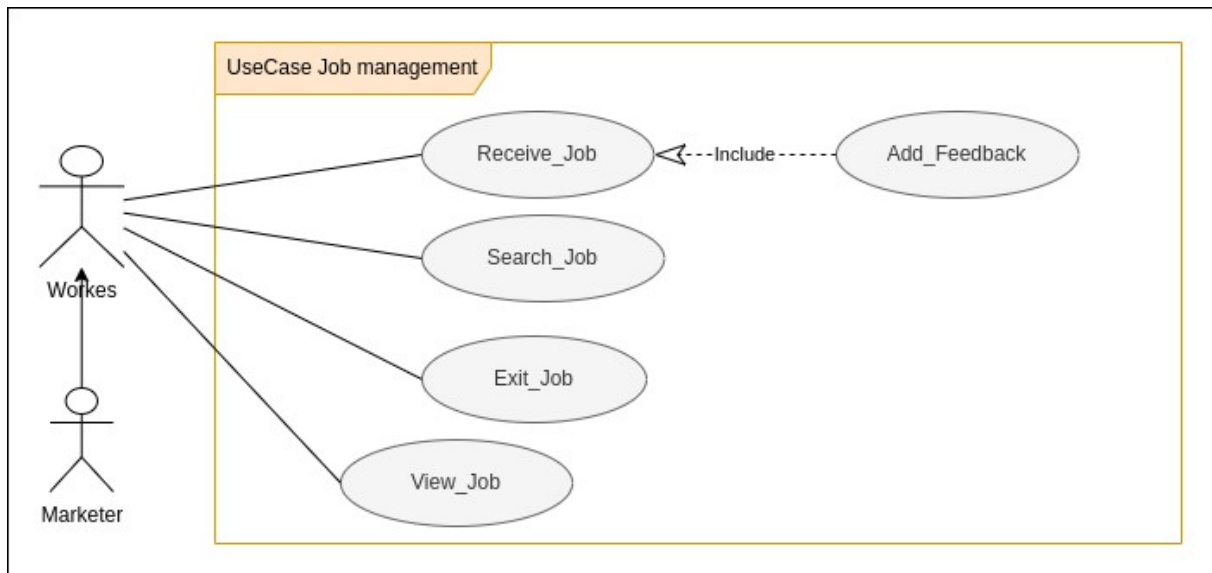 UseCase Job management
Receive_Job
Include
Add_Feedback
Search_Job
Workes
Exit_Job
View_Job
Marketer